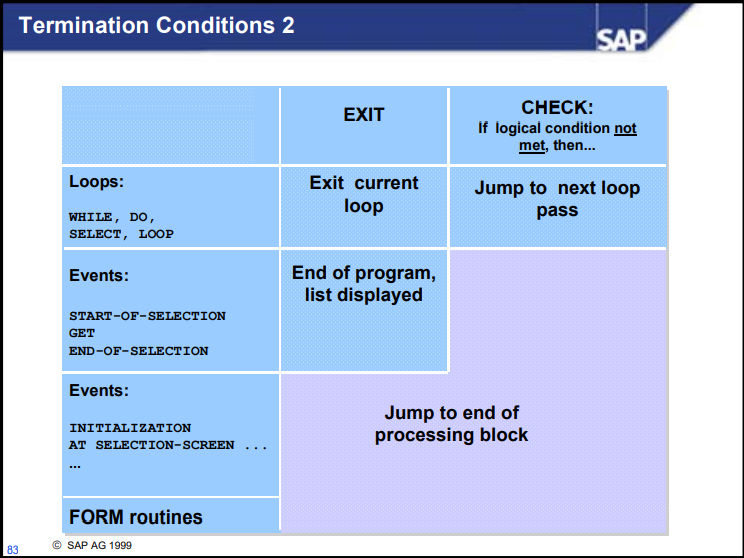 Termination Conditions 2
SAP
EXIT
CHECK:
If logical condition not
met, then...
Loops:
WHILE, DO,
SELECT, LOOP
Exit current
loop
Jump to next loop
pass
Events:
START-OF-SELECTION
GET
END-OF-SELECTION
End of program,
list displayed
Events:
INITIALIZATION
AT SELECTION-SCREEN ...
...
Jump to end of
processing block
FORM routines
83
© SAP AG 1999